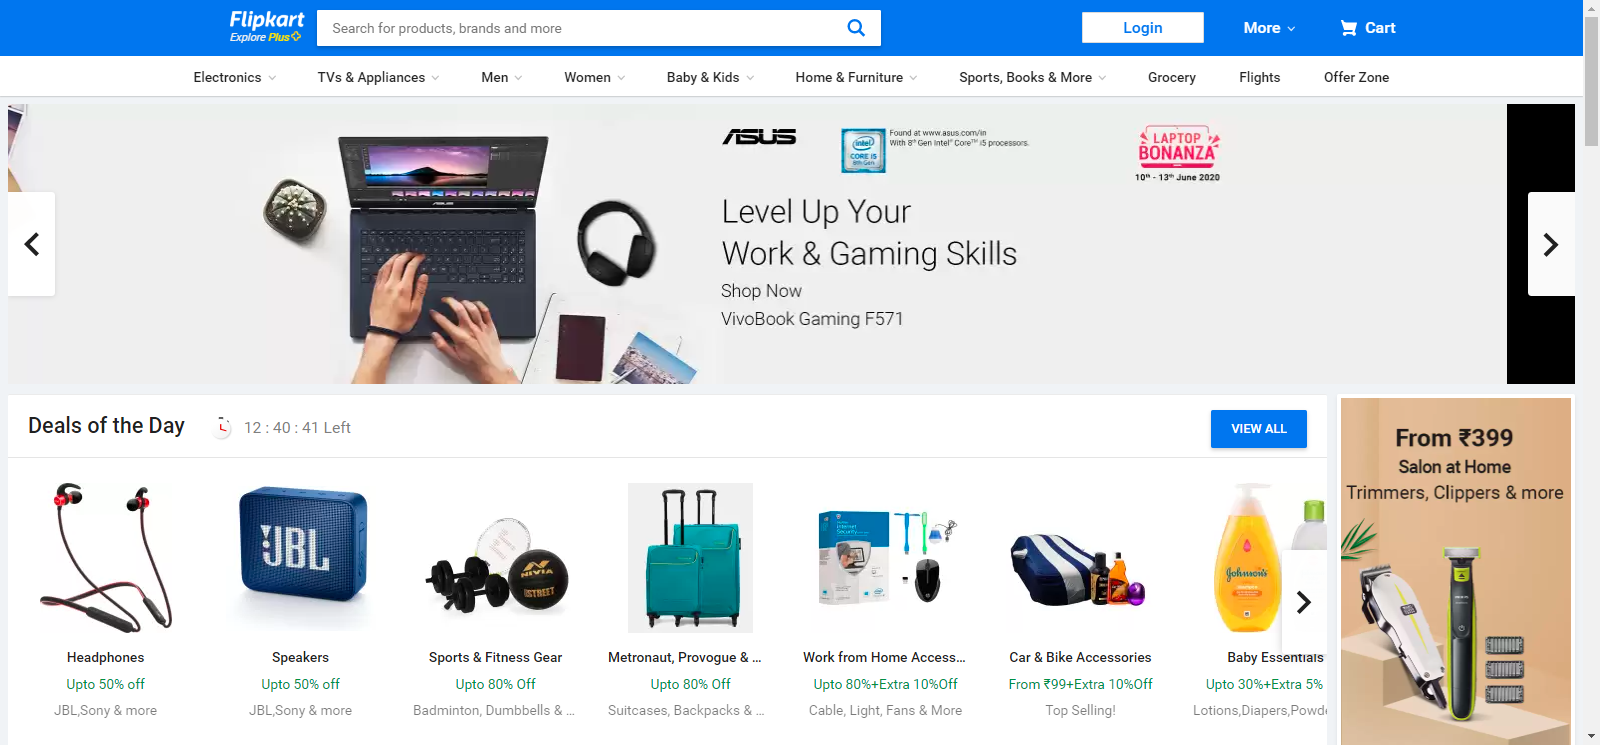 Flipkart
Explore Plus
Search for products, brands and more
Login
More
Cart
Electronics
TVs & Appliances
Men
Women
Baby & Kids
Home & Furniture
Sports, Books & More
Grocery
Flights
Offer Zone
ASUS
intel
CORE i5
8th Gen
Found at www.asus.com/in
With 8th Gen Intel® Core™ i5 processors.
LAPTOP
BONANZA
10th - 13th June 2020
Level Up Your
Work & Gaming Skills
Shop Now
VivoBook Gaming F571
Deals of the Day
12 : 40 : 41 Left
VIEW ALL
JBL
NIVIA
STREET
internet
Security
Johnson's
Headphones
Upto 50% off
JBL,Sony & more
Speakers
Upto 50% off
JBL,Sony & more
Sports & Fitness Gear
Upto 80% Off
Badminton, Dumbbells & ...
Metronaut, Provogue & ...
Upto 80% Off
Suitcases, Backpacks & ...
Work from Home Access...
Upto 80%+Extra 10%Off
Cable, Light, Fans & More
Car & Bike Accessories
From ₹99+Extra 10%Off
Top Selling!
Baby Essentials
Upto 30%+Extra 5%
Lotions,Diapers,Powde
From ₹399
Salon at Home
Trimmers, Clippers & more